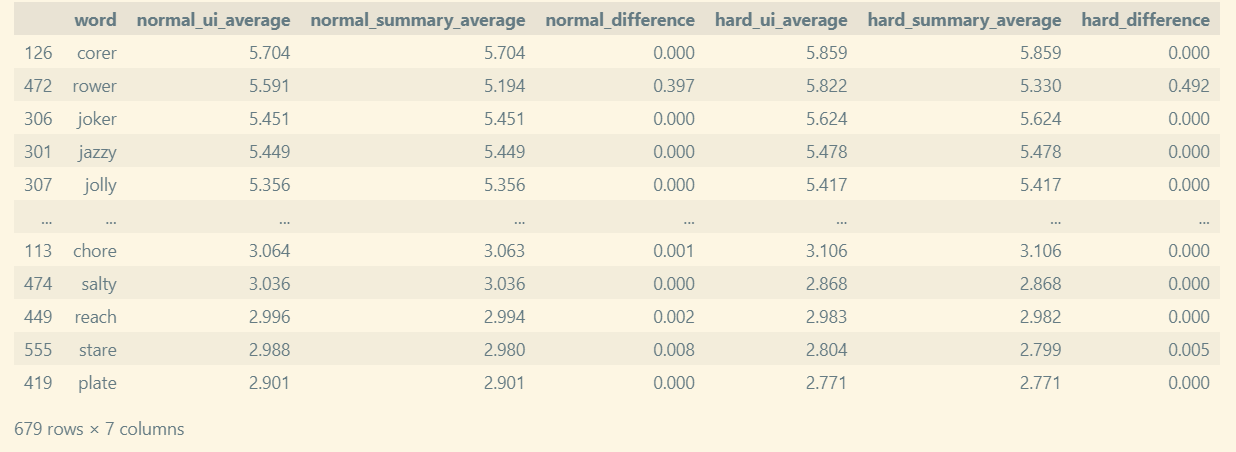 word normal_ui_average normal_summary_average normal_difference hard_ui_average hard_summary_average hard_difference
126 corer 5.704 5.704 0.000 5.859 5.859 0.000
472 rower 5.591 5.194 0.397 5.822 5.330 0.492
306 joker 5.451 5.451 0.000 5.624 5.624 0.000
301 jazzy 5.449 5.449 0.000 5.478 5.478 0.000
307 jolly 5.356 5.356 0.000 5.417 5.417 0.000
... ... ... ... ... ... ... ...
113 chore 3.064 3.063 0.001 3.106 3.106 0.000
474 salty 3.036 3.036 0.000 2.868 2.868 0.000
449 reach 2.996 2.994 0.002 2.983 2.982 0.000
555 stare 2.988 2.980 0.008 2.804 2.799 0.005
419 plate 2.901 2.901 0.000 2.771 2.771 0.000
679 rows × 7 columns